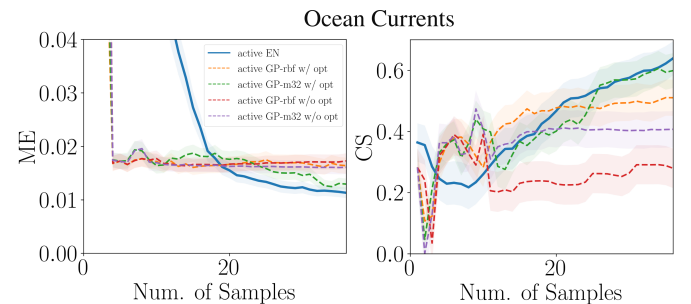 Ocean Currents
ME
0.04
0.03
0.02
0.01
0.00
0
20
Num. of Samples
active EN
active GP-rbf w/ opt
active GP-m32 w/ opt
active GP-rbf w/o opt
active GP-m32 w/o opt
CS
0.6
0.4
0.2
0.0
0
20
Num. of Samples